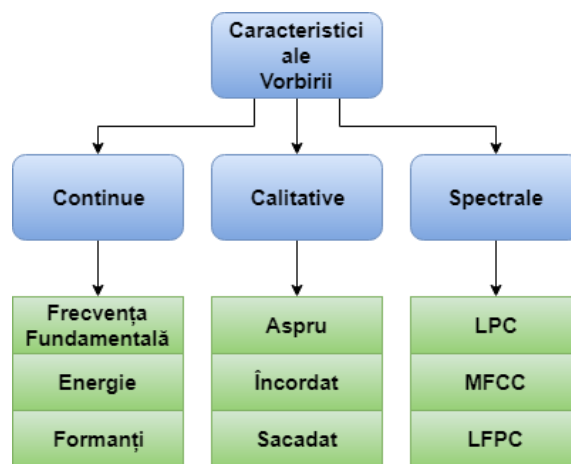 Caracteristici
ale
Vorbirii
Continue
Calitative
Spectrale
Frecvența
Fundamentală
Aspru
LPC
Energie
Încordat
MFCC
Formanți
Sacadat
LFPC